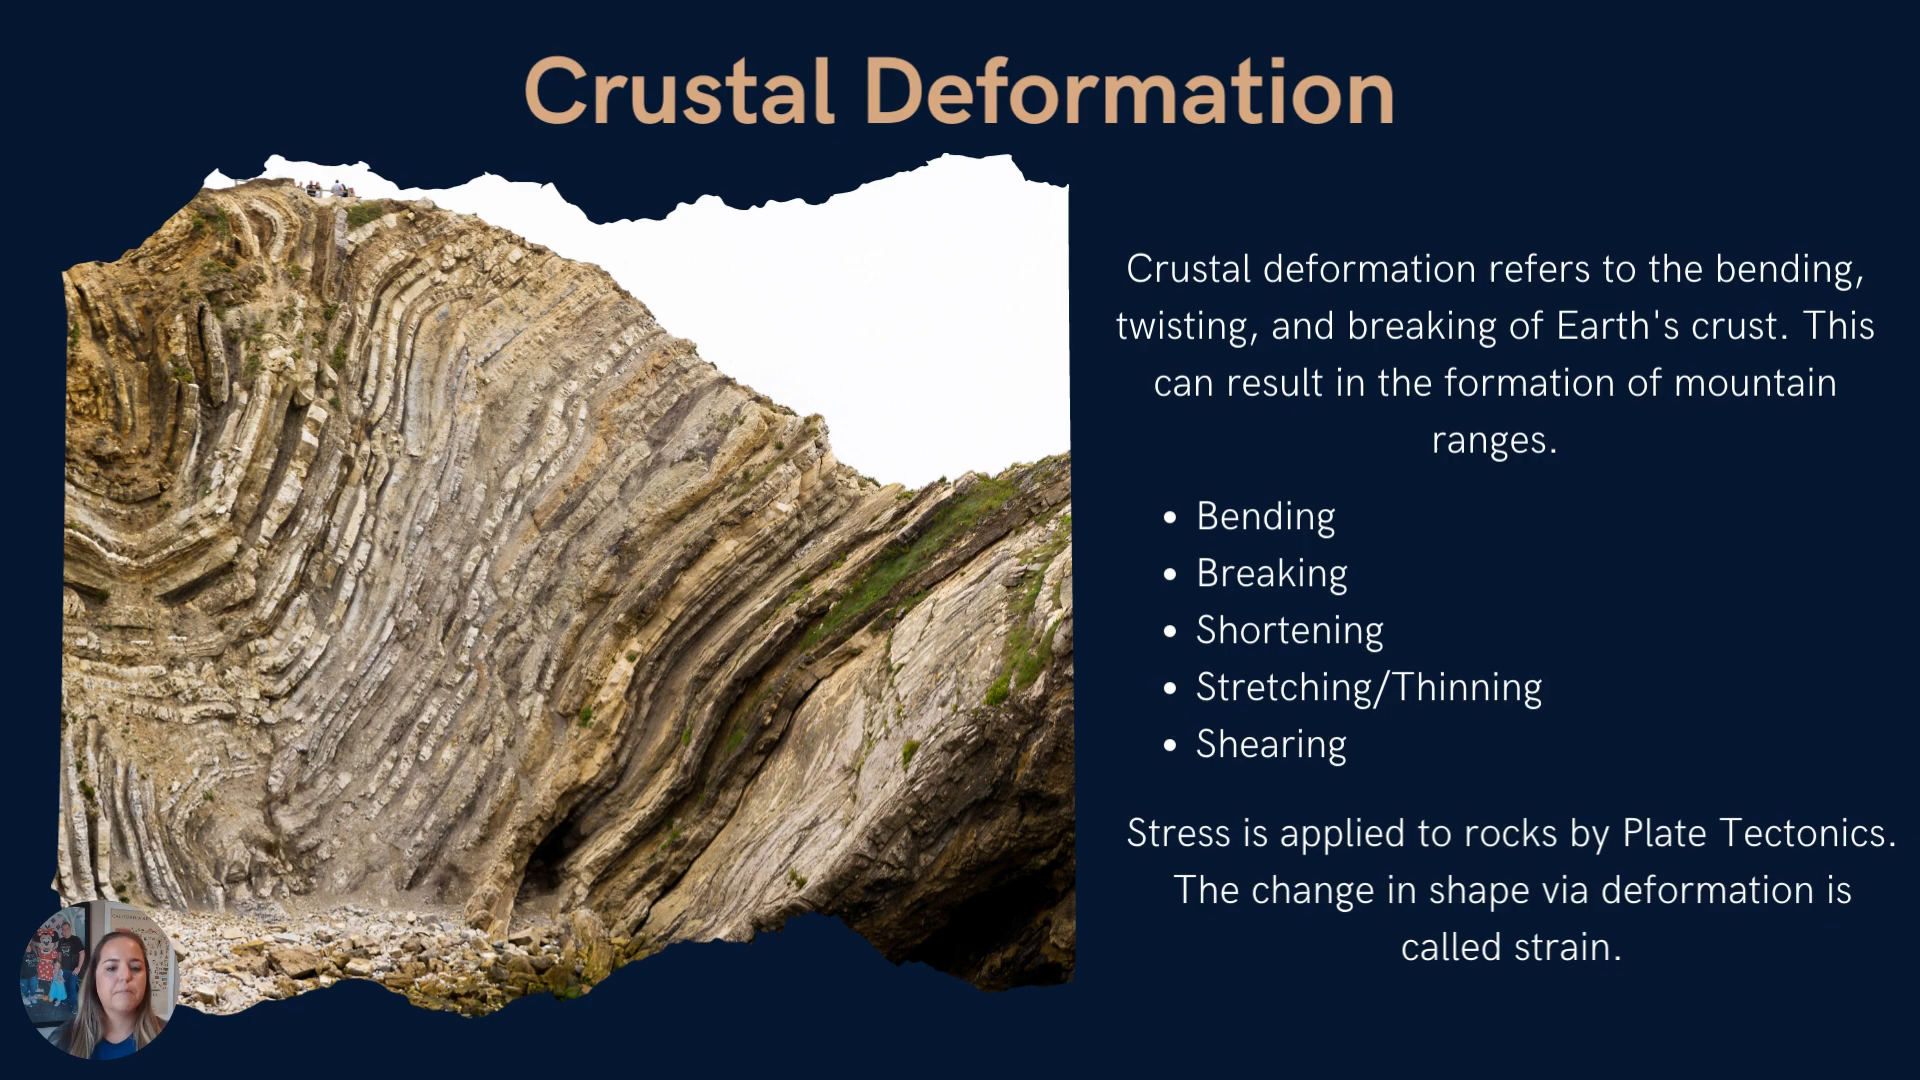 Crustal Deformation
Crustal deformation refers to the bending,
twisting, and breaking of Earth's crust. This
can result in the formation of mountain
ranges.
• Bending
• Breaking
• Shortening
• Stretching/Thinning
• Shearing
Stress is applied to rocks by Plate Tectonics.
The change in shape via deformation is
called strain.